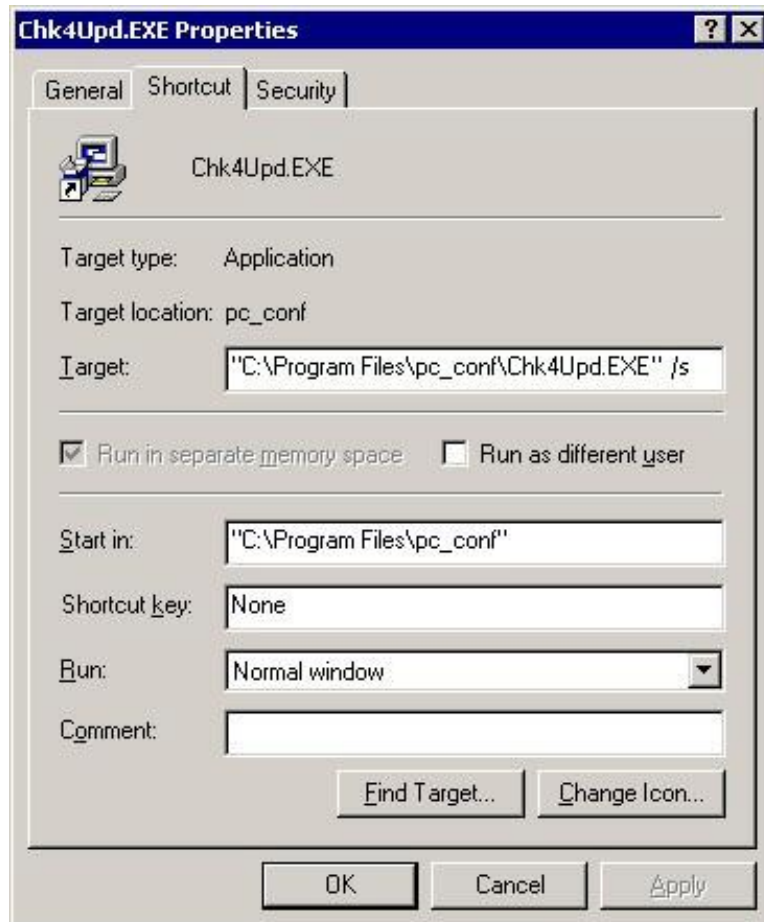 Chk4Upd.EXE Properties
General Shortcut Security
Chk4Upd.EXE
Target type: Application
Target location: pc_conf
Target: "C:\Program Files\pc_conf\Chk4Upd.EXE" /s
Run in separate memory space Run as different user
Start in: "C:\Program Files\pc_conf"
Shortcut key: None
Run: Normal window
Comment:
Find Target... Change Icon...
OK Cancel Apply